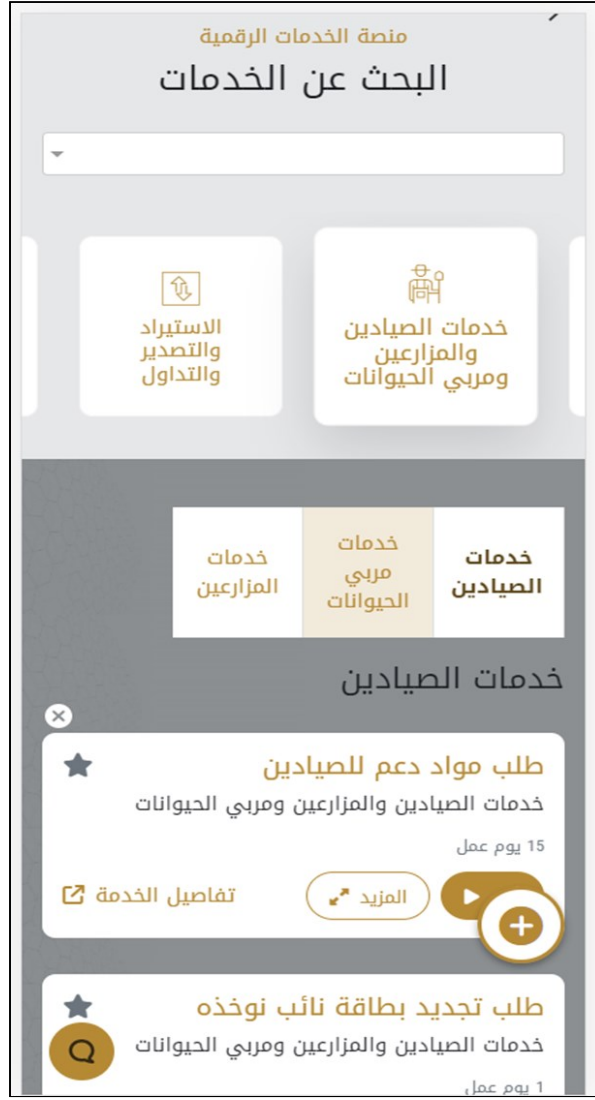 منصة الخدمات الرقمية
البحث عن الخدمات
خدمات الصيادين
والمزارعين
ومربي الحيوانات
الاستيراد
والتصدير
والتداول
خدمات
الصيادين
خدمات
مربي
الحيوانات
خدمات
المزارعين
خدمات الصيادين
طلب مواد دعم للصيادين
خدمات الصيادين والمزارعين ومربي الحيوانات
15 يوم عمل
المزيد
تفاصيل الخدمة
طلب تجديد بطاقة نائب نوخذه
خدمات الصيادين والمزارعين ومربي الحيوانات
1 يوم عمل